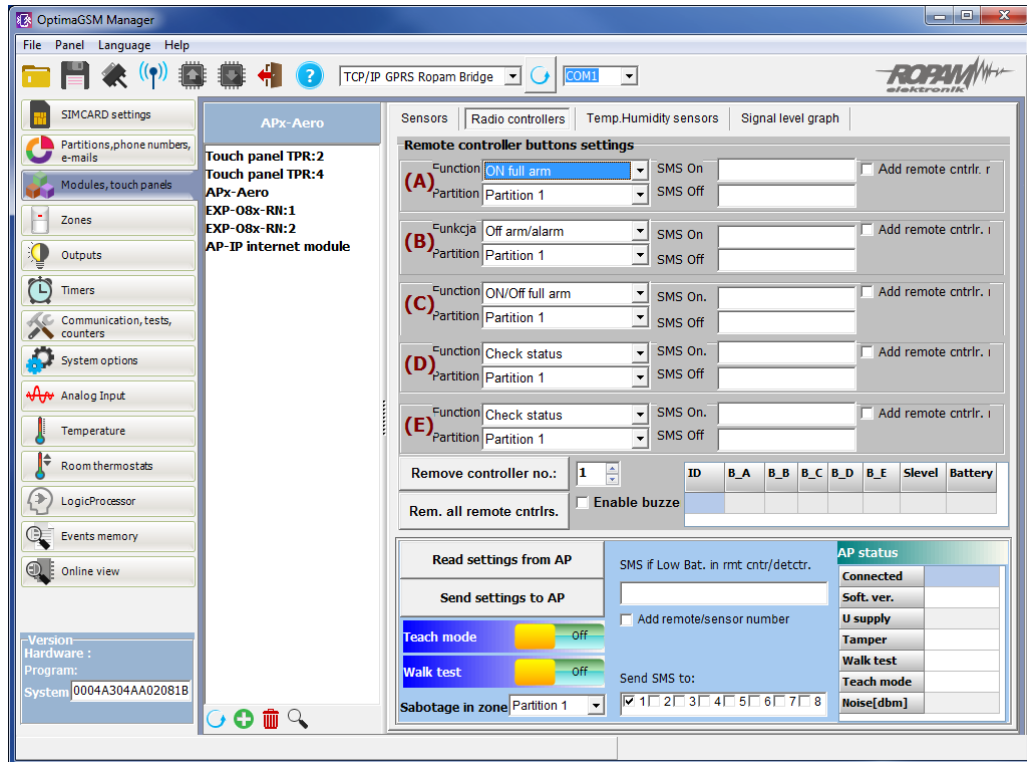 OptimaGSM Manager
File Panel Language Help
TCP/IP GPRS Ropam Bridge COM1
ROPAM
elektronik
SIMCARD settings
Partitions,phone numbers,
e-mails
Modules, touch panels
Zones
Outputs
Timers
Communication, tests,
counters
System options
Analog Input
Temperature
Room thermostats
LogicProcessor
Events memory
Online view
Version
Hardware :
Program:
System 0004A304AA02081B
APx-Aero
Touch panel TPR:2
Touch panel TPR:4
APx-Aero
EXP-O8x-RN:1
EXP-O8x-RN:2
AP-IP internet module
Sensors Radio controllers Temp.Humidity sensors Signal level graph
Remote controller buttons settings
(A) Function ON full arm SMS On Add remote cntrlr. r
Partition Partition 1 SMS Off
(B) Funkcja Off arm/alarm SMS On Add remote cntrlr. r
Partition Partition 1 SMS Off
(C) Function ON/Off full arm SMS On. Add remote cntrlr. r
Partition Partition 1 SMS Off
(D) Function Check status SMS On. Add remote cntrlr. r
Partition Partition 1 SMS Off
(E) Function Check status SMS On. Add remote cntrlr. r
Partition Partition 1 SMS Off
Remove controller no.: 1
Rem. all remote cntrlrs. Enable buzze
ID B_A B_B B_C B_D B_E Slevel Battery
Read settings from AP
Send settings to AP
Teach mode Off
Walk test Off
Sabotage in zone Partition 1
SMS if Low Bat. in rmt cntr/detctr.
Add remote/sensor number
Send SMS to:
1 2 3 4 5 6 7 8
AP status
Connected
Soft. ver.
U supply
Tamper
Walk test
Teach mode
Noise[dbm]